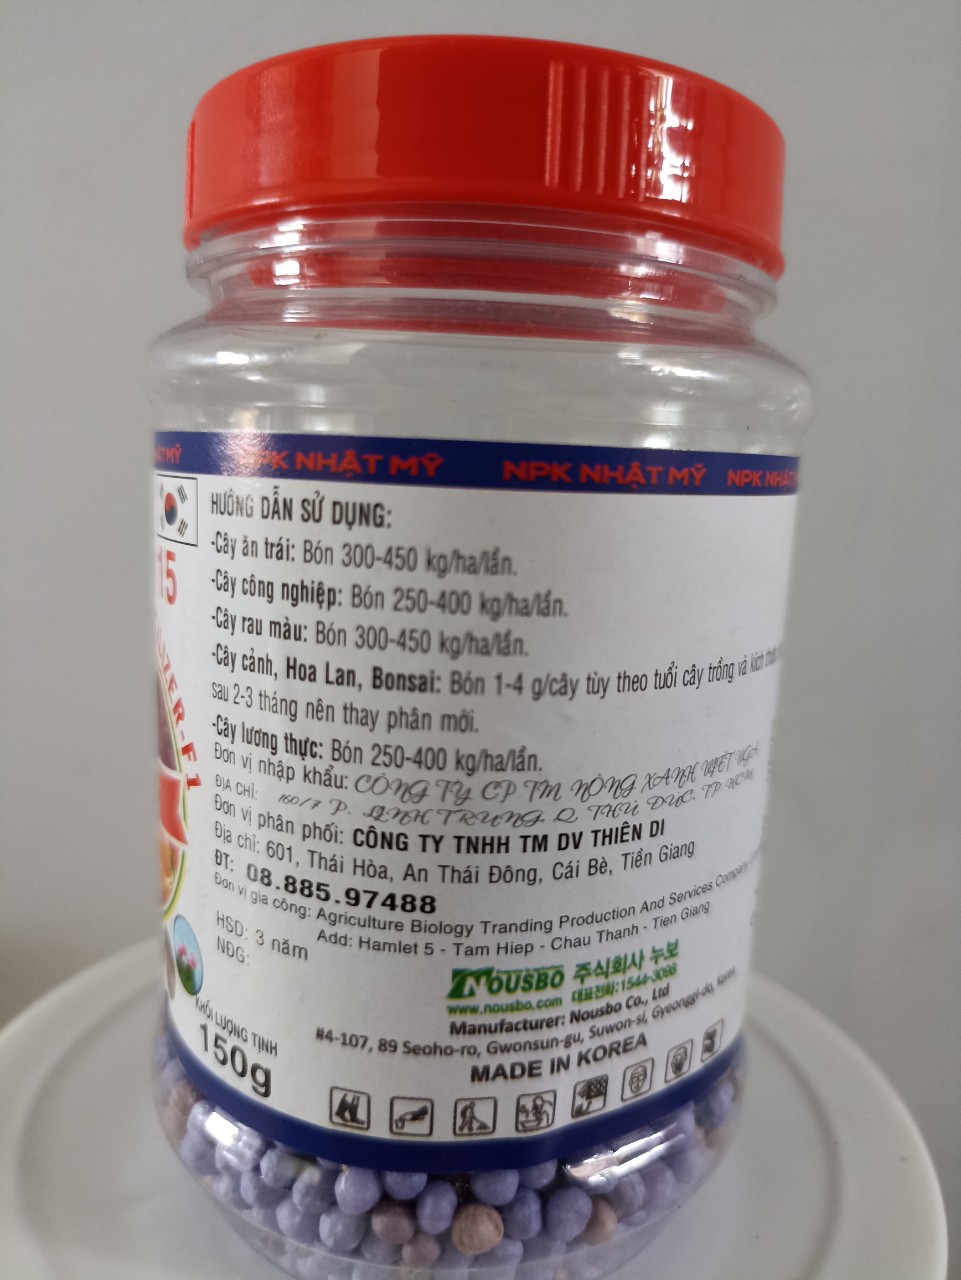 NPK NHẬT MỸ NPK NHẬT MỸ
15
HƯỚNG DẪN SỬ DỤNG:
-Cây ăn trái: Bón 300-450 kg/ha/lần.
-Cây công nghiệp: Bón 250-400 kg/ha/lần.
-Cây rau màu: Bón 300-450 kg/ha/lần.
-Cây cảnh, Hoa Lan, Bonsai: Bón 1-4 g/cây tùy theo tuổi cây trồng và kích
sau 2-3 tháng nên thay phân mới.
-Cây lương thực: Bón 250-400 kg/ha/lần.
Đơn vị nhập khẩu: CÔNG TY CP TM NÔNG XANH VIỆT NGA
ĐỊA CHỈ: 160/7 P. LINH TRUNG, Q. THỦ ĐỨC, TP HCM
Đơn vị phân phối: CÔNG TY TNHH TM DV THIÊN DI
Địa chỉ: 601, Thái Hòa, An Thái Đông, Cái Bè, Tiền Giang
ĐT: 08.885.97488
Đơn vị gia công: Agriculture Biology Tranding Production And Services Company
Add: Hamlet 5 - Tam Hiep - Chau Thanh - Tien Giang
HSD: 3 năm
NĐG:
NOUSBO 주식회사 누보
www.nousbo.com 대표전화:1544-3098
Manufacturer: Nousbo Co., Ltd
#4-107, 89 Seoho-ro, Gwonsun-gu, Suwon-si, Gyeonggi-do, Korea
MADE IN KOREA
KHỐI LƯỢNG TỊNH
150g